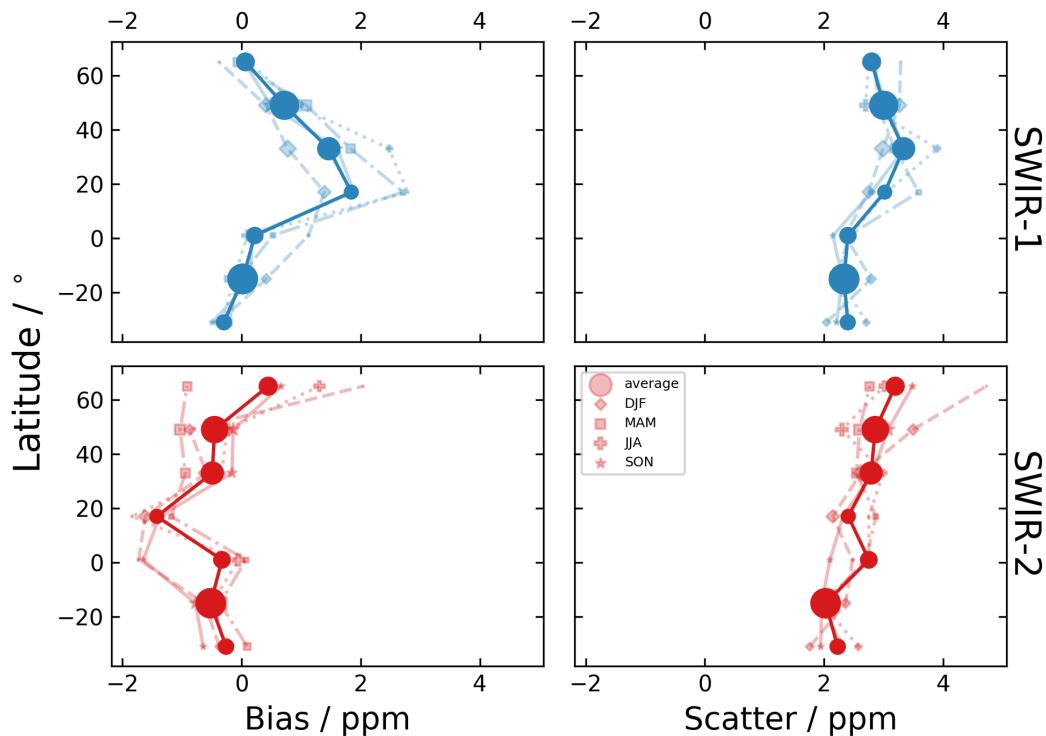 −2 0 2 4 −2 0 2 4
60
40
20
0
−20
SWIR-1
Latitude / °
60
40
20
0
−20
average
DJF
MAM
JJA
SON
SWIR-2
−2 0 2 4 −2 0 2 4
Bias / ppm Scatter / ppm